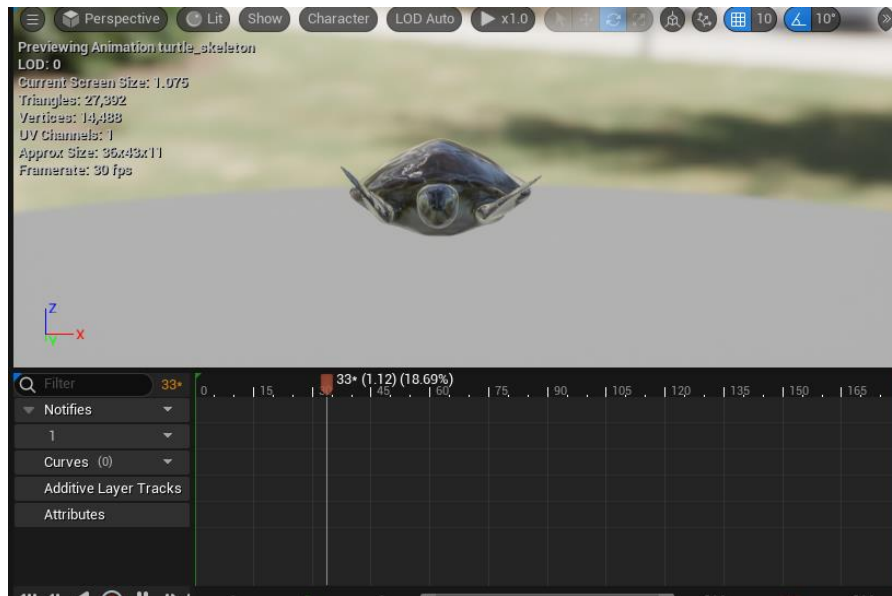 Perspective Lit Show Character LOD Auto x1.0 10 10°
Previewing Animation turtle_skeleton
LOD: 0
Current Screen Size: 1.075
Triangles: 27,392
Vertices: 14,488
UV Channels: 1
Approx Size: 36x43x11
Framerate: 30 fps
Z
X
Y
Filter 33*
33* (1.12) (18.69%)
0 15 30 45 60 75 90 105 120 135 150 165
Notifies
1
Curves (0)
Additive Layer Tracks
Attributes